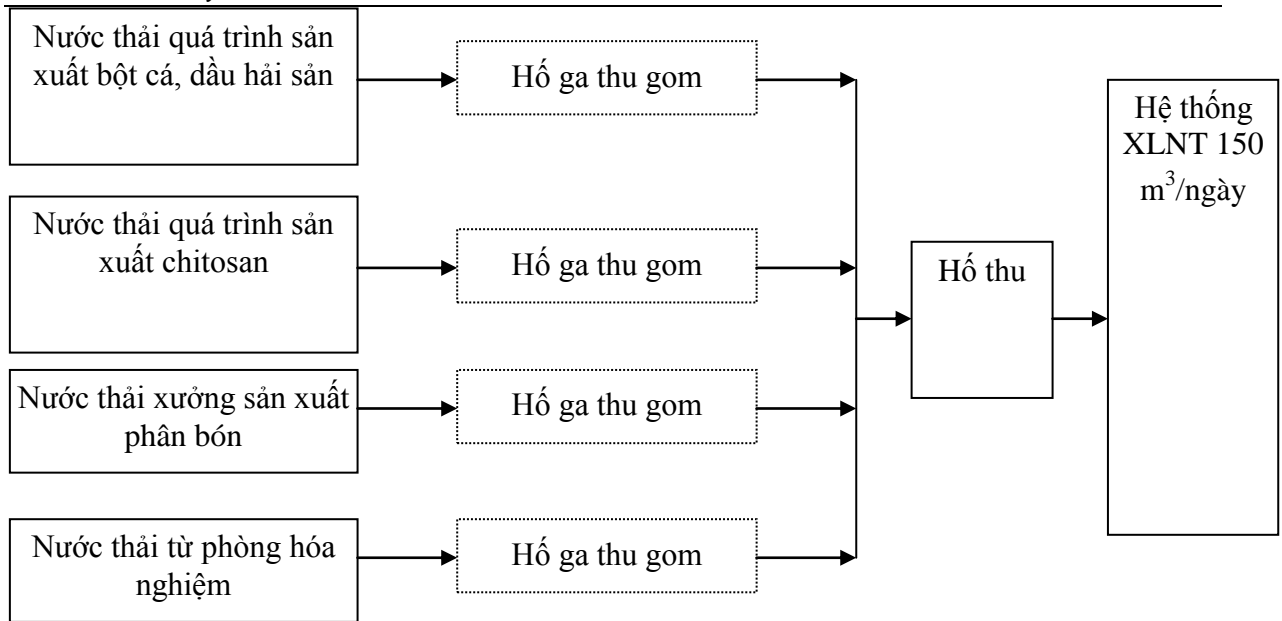 Nước thải quá trình sản
xuất bột cá, dầu hải sản
Hố ga thu gom
Nước thải quá trình sản
xuất chitosan
Hố ga thu gom
Nước thải xưởng sản xuất
phân bón
Hố ga thu gom
Nước thải từ phòng hóa
nghiệm
Hố ga thu gom
Hố thu
Hệ thống
XLNT 150
m³/ngày